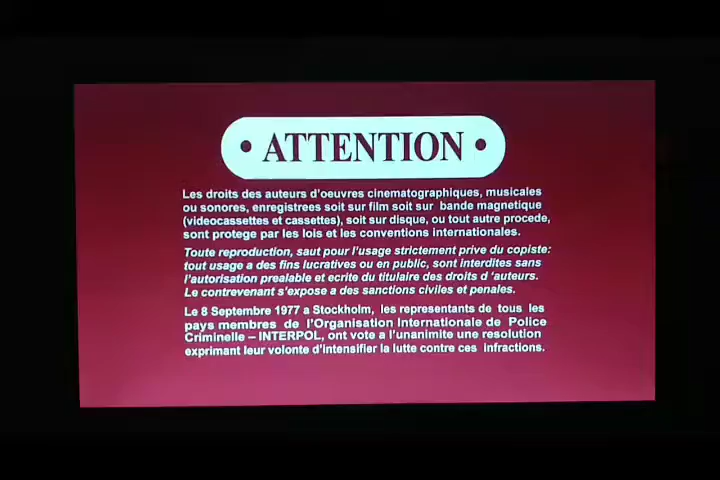 • ATTENTION •
Les droits des auteurs d'oeuvres cinematographiques, musicales
ou sonores, enregistrees soit sur film soit sur bande magnetique
(videocassettes et cassettes), soit sur disque, ou tout autre procede,
sont protege par les lois et les conventions internationales.
Toute reproduction, saut pour l'usage strictement prive du copiste:
tout usage a des fins lucratives ou en public, sont interdites sans
l'autorisation prealable et ecrite du titulaire des droits d 'auteurs.
Le contrevenant s'expose a des sanctions civiles et penales.
Le 8 Septembre 1977 a Stockholm, les representants de tous les
pays membres de l'Organisation Internationale de Police
Criminelle – INTERPOL, ont vote a l'unanimite une resolution
exprimant leur volonte d'intensifier la lutte contre ces infractions.